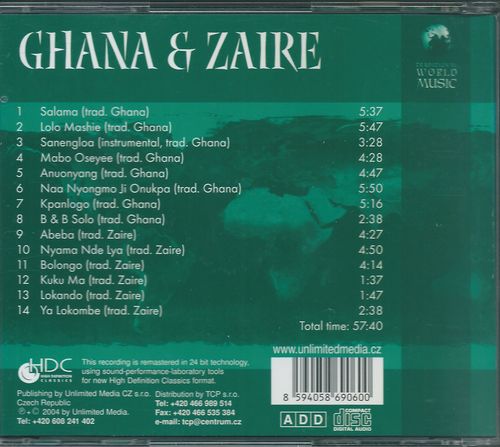 GHANA & ZAIRE
TRADITIONAL
WORLD
MUSIC
1 Salama (trad. Ghana) 5:37
2 Lolo Mashie (trad. Ghana) 5:47
3 Sanengloa (instrumental, trad. Ghana) 3:28
4 Mabo Oseyee (trad. Ghana) 4:28
5 Anuonyang (trad. Ghana) 4:47
6 Naa Nyongmo Ji Onukpa (trad. Ghana) 5:50
7 Kpanlogo (trad. Ghana) 5:16
8 B & B Solo (trad. Ghana) 2:38
9 Abeba (trad. Zaire) 4:27
10 Nyama Nde Lya (trad. Zaire) 4:50
11 Bolongo (trad. Zaire) 4:14
12 Kuku Ma (trad. Zaire) 1:37
13 Lokando (trad. Zaire) 1:47
14 Ya Lokombe (trad. Zaire) 2:38
Total time: 57:40
www.unlimitedmedia.cz
HDC
HIGH DEFINITION
CLASSICS
This recording is remastered in 24 bit technology,
using sound-performance-laboratory tools
for new High Definition Classics format.
8 594058 690600
Publishing by Unlimited Media CZ s.r.o.
Czech Republic
℗ + © 2004 by Unlimited Media
Tel: +420 608 241 402
Distribution by TCP s.r.o.
Tel: +420 466 989 514
Fax: +420 466 535 384
e-mail: tcp@centrum.cz
ADD
COMPACT
disc
DIGITAL AUDIO